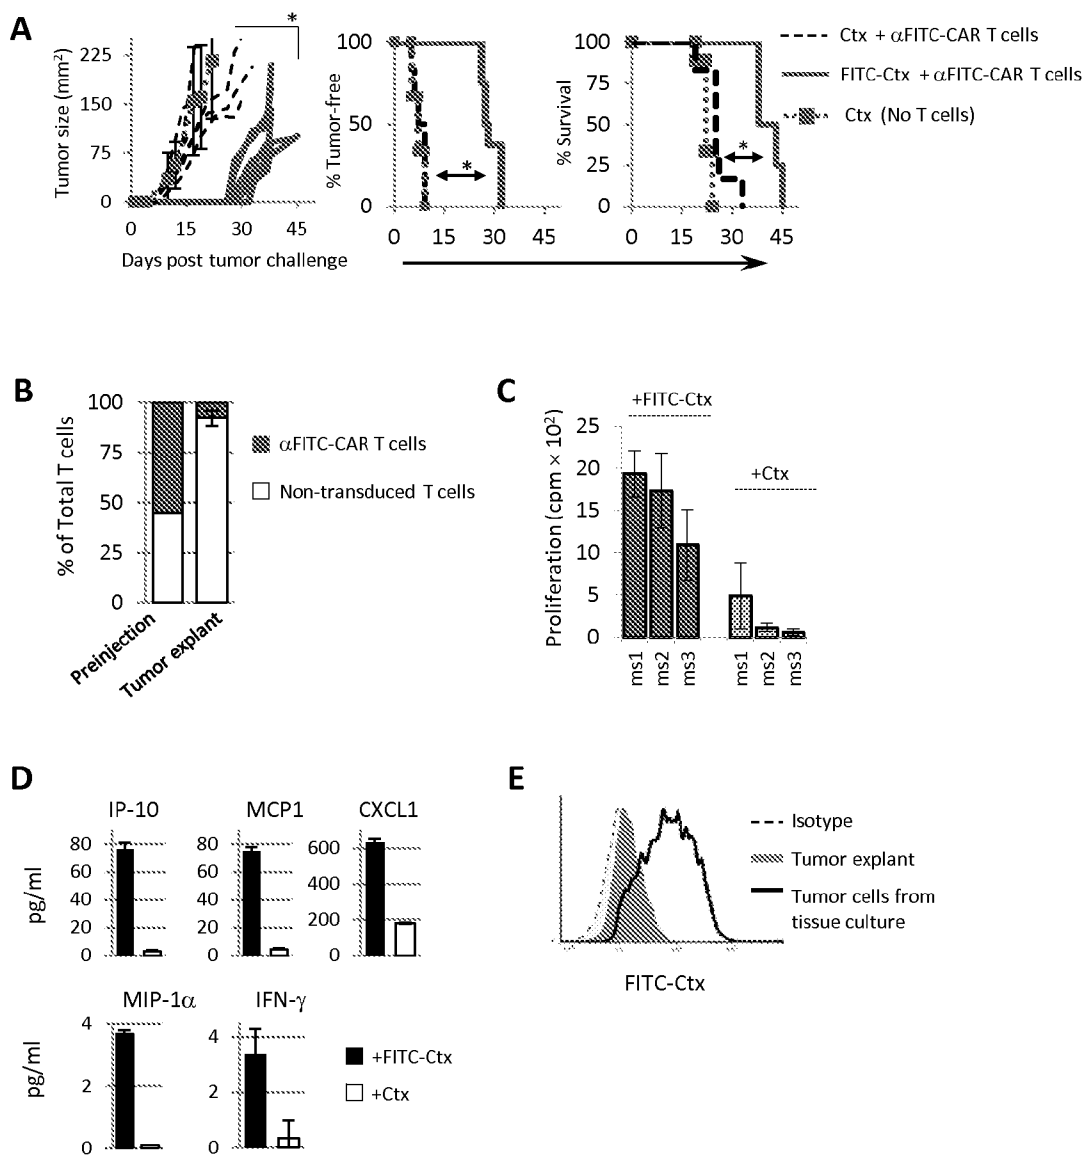 A
*
Tumor size (mm²)
225
150
75
0
0 15 30 45
Days post tumor challenge
% Tumor-free
100
50
0
*
0 15 30 45
% Survival
100
75
50
25
0
*
0 15 30 45
Ctx + αFITC-CAR T cells
FITC-Ctx + αFITC-CAR T cells
Ctx (No T cells)
B
% of Total T cells
100
75
50
25
0
Preinjection
Tumor explant
αFITC-CAR T cells
Non-transduced T cells
C
Proliferation (cpm × 10²)
25
20
15
10
5
0
+FITC-Ctx
+Ctx
ms1 ms2 ms3 ms1 ms2 ms3
D
IP-10
MCP1
CXCL1
pg/ml
80
60
40
20
0
80
60
40
20
0
600
400
200
0
MIP-1α
IFN-γ
pg/ml
4
2
0
4
2
0
+FITC-Ctx
+Ctx
E
Isotype
Tumor explant
Tumor cells from
tissue culture
FITC-Ctx